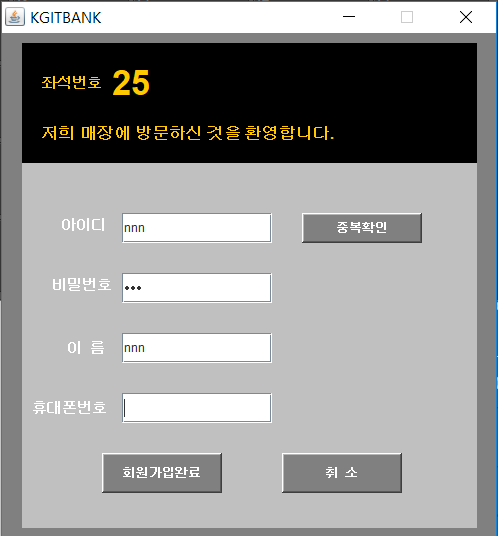 KGITBANK
좌석번호 25
저희 매장에 방문하신 것을 환영합니다.
아이디 nnn 중복확인
비밀번호 •••
이 름 nnn
휴대폰번호
회원가입완료 취 소